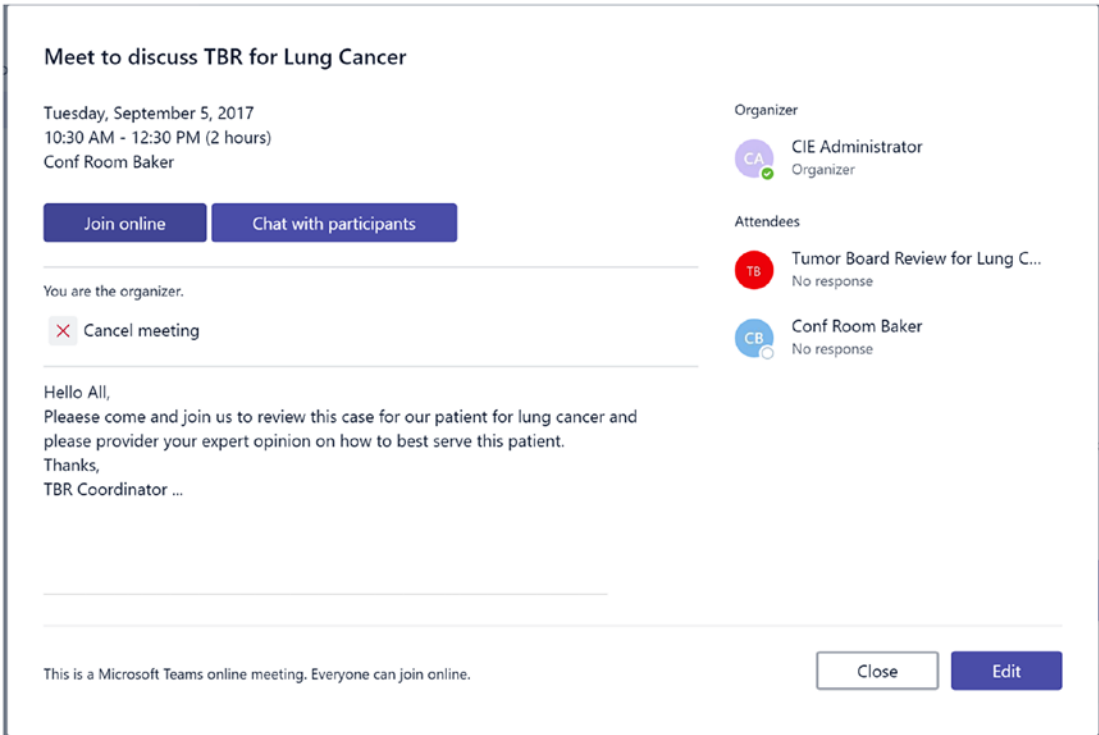 Meet to discuss TBR for Lung Cancer
Tuesday, September 5, 2017
10:30 AM - 12:30 PM (2 hours)
Conf Room Baker
Join online
Chat with participants
You are the organizer.
Cancel meeting
Hello All,
Pleaese come and join us to review this case for our patient for lung cancer and
please provider your expert opinion on how to best serve this patient.
Thanks,
TBR Coordinator ...
Organizer
CA
CIE Administrator
Organizer
Attendees
TB
Tumor Board Review for Lung C...
No response
CB
Conf Room Baker
No response
This is a Microsoft Teams online meeting. Everyone can join online.
Close
Edit